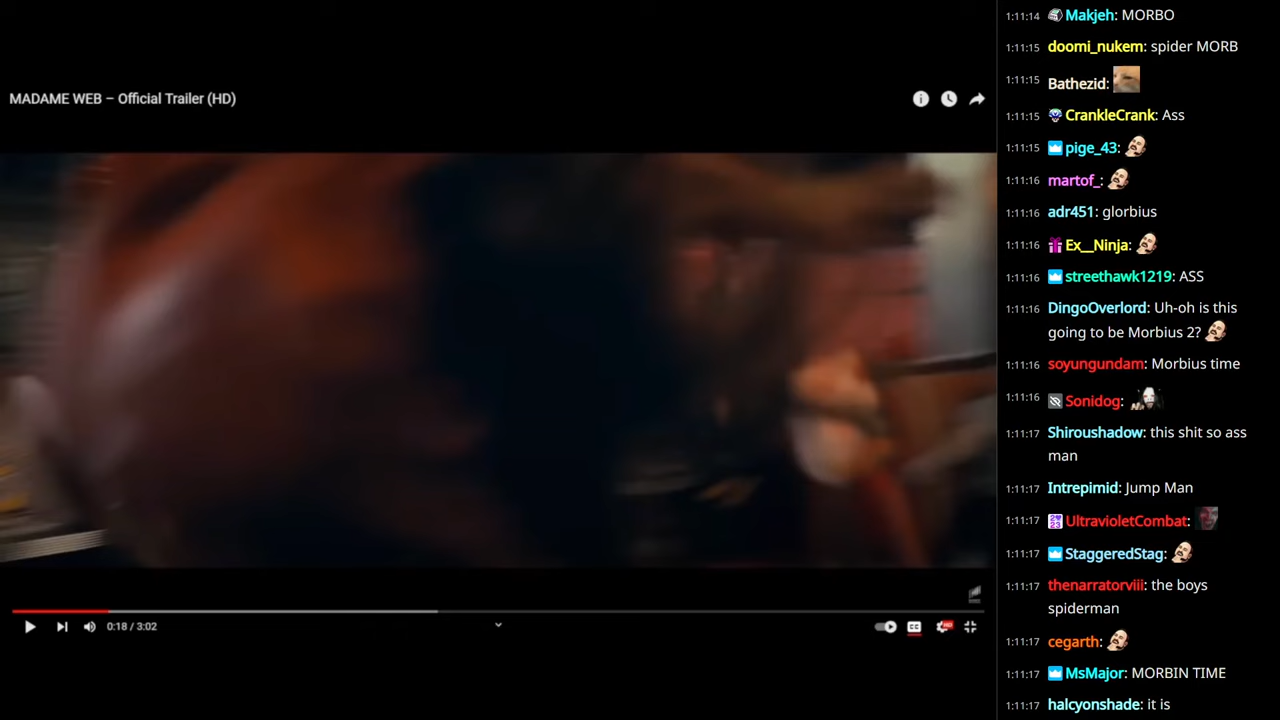 MADAME WEB – Official Trailer (HD)
0:18 / 3:02
CC
HD
1:11:14 Makjeh: MORBO
1:11:15 doomi_nukem: spider MORB
1:11:15 Bathezid:
1:11:15 CrankleCrank: Ass
1:11:15 pige_43:
1:11:16 martof_:
1:11:16 adr451: glorbius
1:11:16 Ex__Ninja:
1:11:16 streethawk1219: ASS
1:11:16 DingoOverlord: Uh-oh is this
going to be Morbius 2?
1:11:16 soyungundam: Morbius time
1:11:16 Sonidog:
1:11:17 Shiroushadow: this shit so ass
man
1:11:17 Intrepimid: Jump Man
1:11:17 UltravioletCombat:
1:11:17 StaggeredStag:
1:11:17 thenarratorviii: the boys
spiderman
1:11:17 cegarth:
1:11:17 MsMajor: MORBIN TIME
1:11:17 halcyonshade: it is